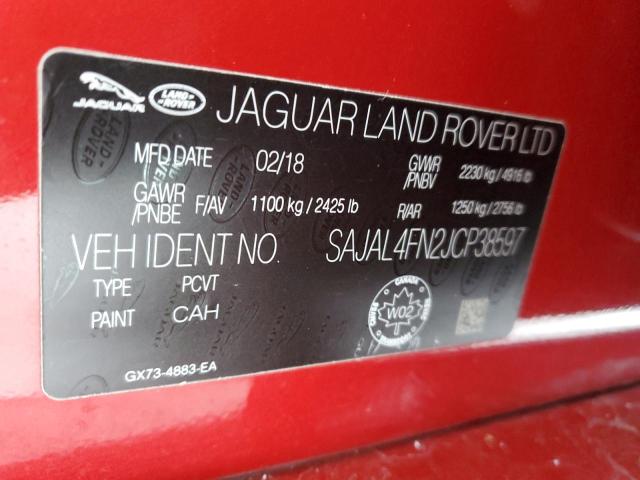 JAGUAR
LAND ROVER
JAGUAR LAND ROVER LTD
MFD DATE 02/18 GVWR /PNBV 2230 kg / 4916 lb
GAWR /PNBE F/AV 1100 kg / 2425 lb R/AR 1250 kg / 2756 lb
VEH IDENT NO. SAJAL4FN2JCP38597
TYPE PCVT
PAINT CAH
CANADA
W02
GX73-4883-EA